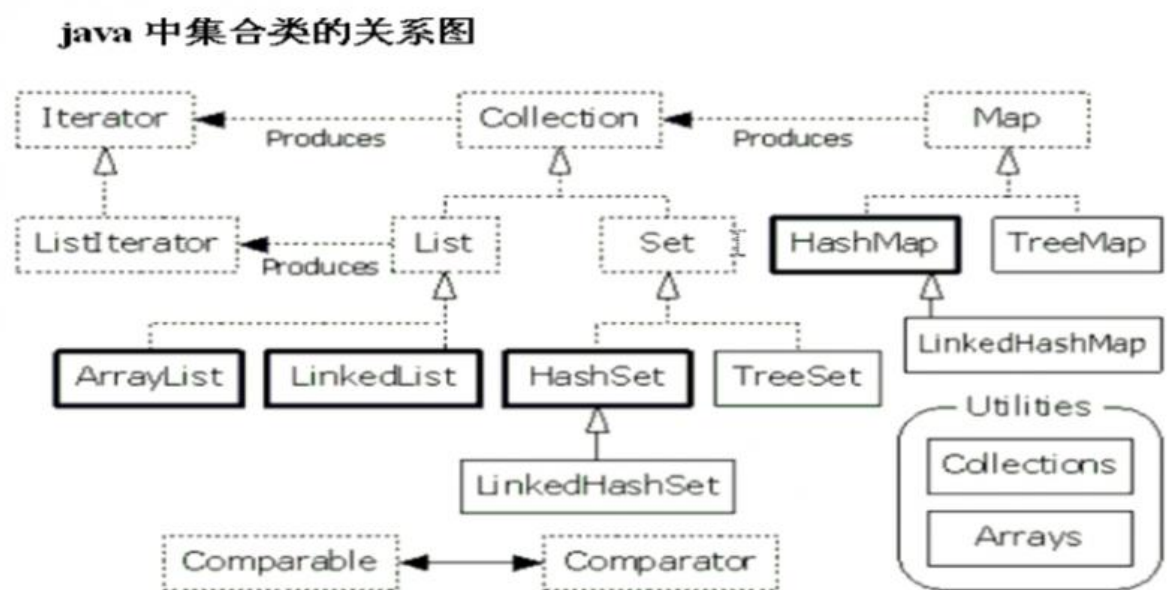 java 中集合类的关系图
Iterator
Produces
Collection
Produces
Map
ListIterator
Produces
List
Set
HashMap
TreeMap
LinkedHashMap
ArrayList
LinkedList
HashSet
TreeSet
Utilities
Collections
Arrays
LinkedHashSet
Comparable
Comparator